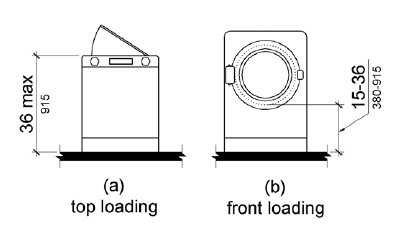 36 max
915
15-36
380-915
(a)
top loading
(b)
front loading